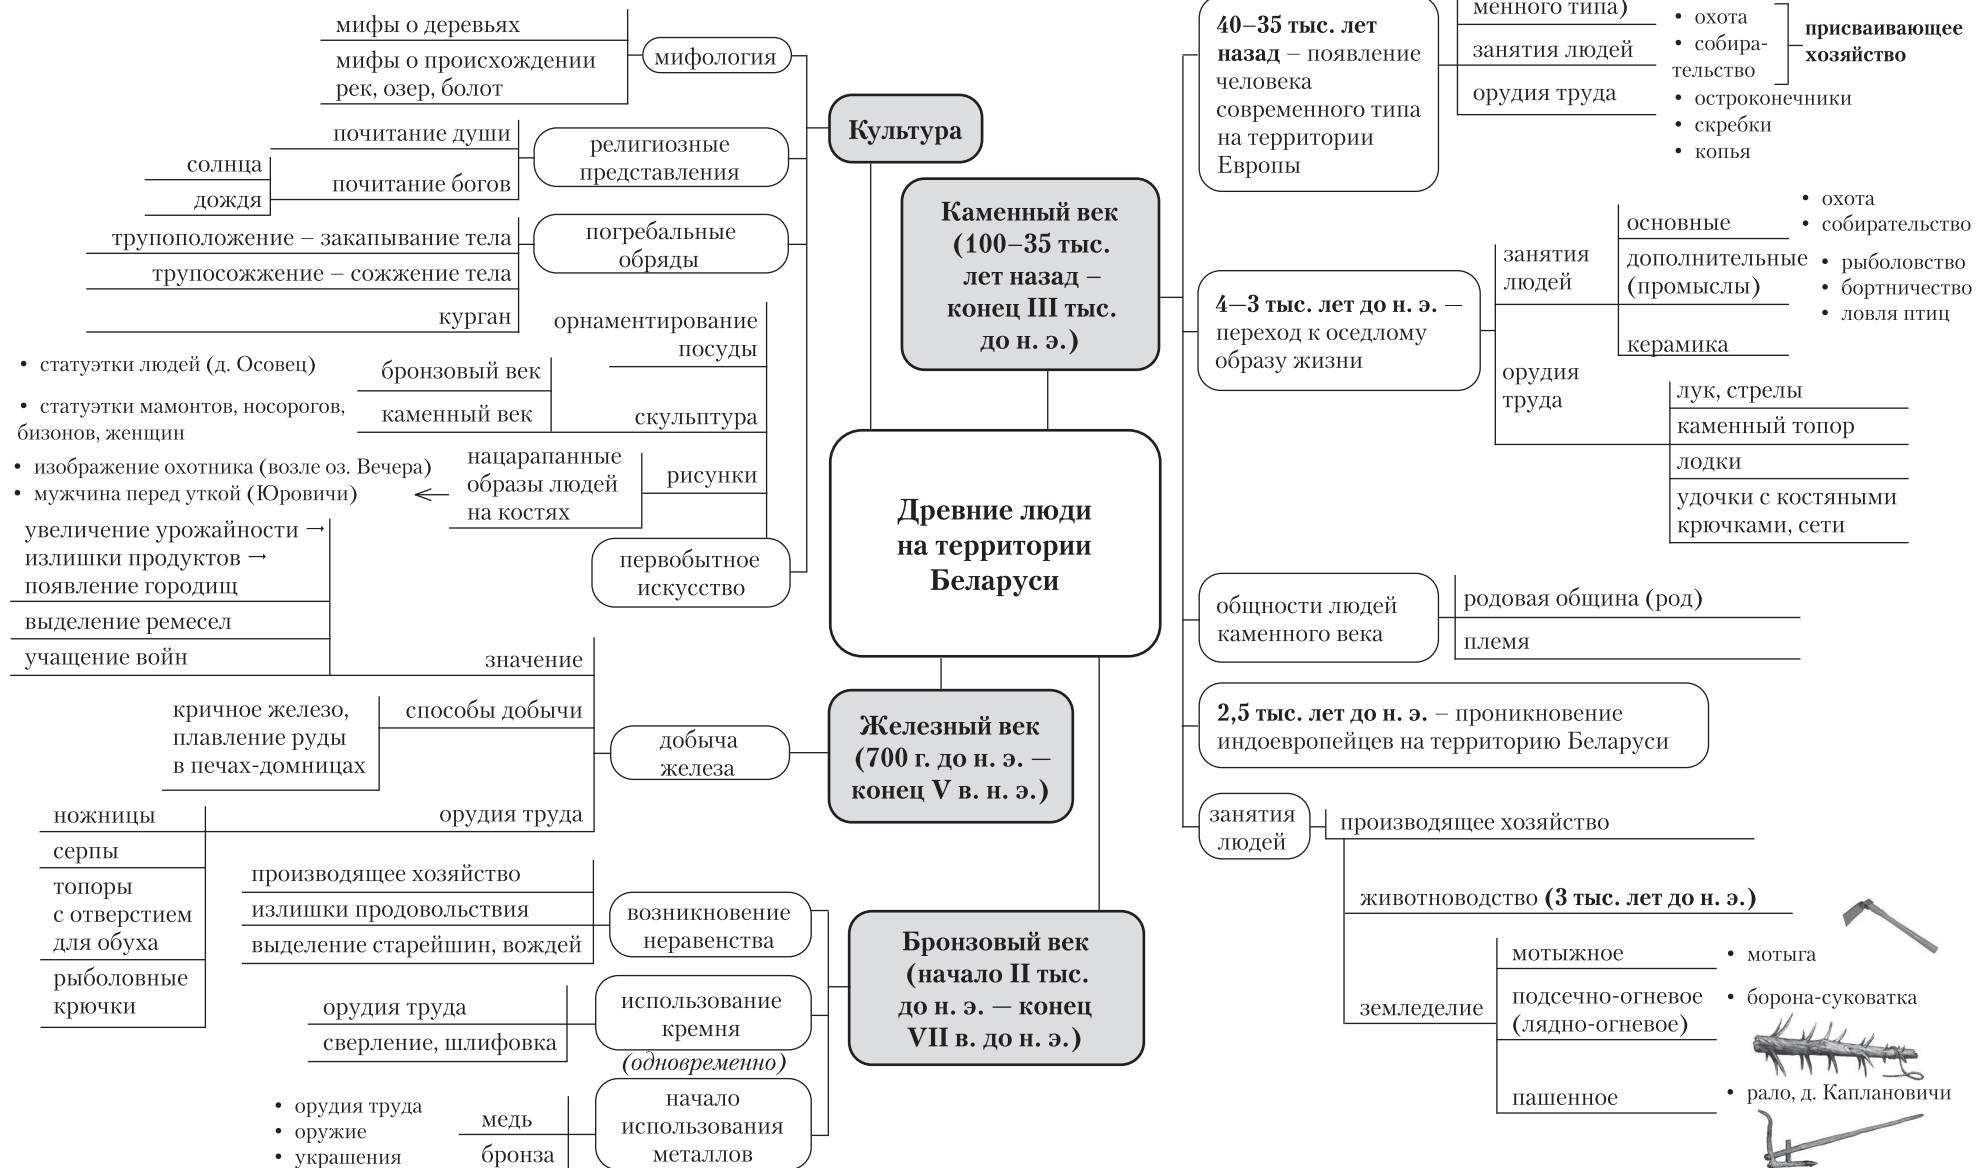 мифы о деревьях
мифы о происхождении
рек, озер, болот
мифология
почитание души
солнца
почитание богов
дождя
религиозные
представления
трупоположение – закапывание тела
трупосожжение – сожжение тела
курган
погребальные
обряды
орнаментирование
посуды
• статуэтки людей (д. Осовец)
бронзовый век
• статуэтки мамонтов, носорогов,
бизонов, женщин
каменный век
скульптура
• изображение охотника (возле оз. Вечера)
• мужчина перед уткой (Юровичи)
нацарапанные
образы людей
на костях
рисунки
первобытное
искусство
Культура
Каменный век
(100–35 тыс.
лет назад –
конец III тыс.
до н. э.)
Древние люди
на территории
Беларуси
40–35 тыс. лет
назад – появление
человека
современного типа
на территории
Европы
менного типа)
занятия людей
орудия труда
• охота
• собира-
тельство
присваивающее
хозяйство
• остроконечники
• скребки
• копья
4–3 тыс. лет до н. э. –
переход к оседлому
образу жизни
занятия
людей
основные
• охота
• собирательство
дополнительные
(промыслы)
• рыболовство
• бортничество
• ловля птиц
керамика
орудия
труда
лук, стрелы
каменный топор
лодки
удочки с костяными
крючками, сети
общности людей
каменного века
родовая община (род)
племя
2,5 тыс. лет до н. э. – проникновение
индоевропейцев на территорию Беларуси
занятия
людей
производящее хозяйство
животноводство (3 тыс. лет до н. э.)
земледелие
мотыжное
• мотыга
подсечно-огневое
(лядно-огневое)
• борона-суковатка
пашенное
• рало, д. Каплановичи
увеличение урожайности →
излишки продуктов →
появление городищ
выделение ремесел
учащение войн
значение
кричное железо,
плавление руды
в печах-домницах
способы добычи
добыча
железа
Железный век
(700 г. до н. э. –
конец V в. н. э.)
орудия труда
ножницы
серпы
топоры
с отверстием
для обуха
рыболовные
крючки
производящее хозяйство
излишки продовольствия
выделение старейшин, вождей
возникновение
неравенства
Бронзовый век
(начало II тыс.
до н. э. — конец
VII в. до н. э.)
орудия труда
сверление, шлифовка
использование
кремня
(одновременно)
начало
использования
металлов
медь
бронза
• орудия труда
• оружие
• украшения